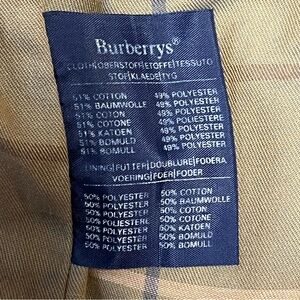 Burberrys®
CLOTH|OBERSTOFF|ETOFFE|TESSUTO
STOF|KLAEDE|TYG
51% COTTON 49% POLYESTER
51% BAUMWOLLE 49% POLYESTER
51% COTON 49% POLYESTER
51% COTONE 49% POLIESTERE
51% KATOEN 49% POLYESTER
51% BOMULD 49% POLYESTER
51% BOMULL 49% POLYESTER
LINING|FUTTER|DOUBLURE|FODERA
VOERING|FOER|FODER
50% POLYESTER 50% COTTON
50% POLYESTER 50% BAUMWOLLE
50% POLYESTER 50% COTON
50% POLIESTERE 50% COTONE
50% POLYESTER 50% KATOEN
50% POLYESTER 50% BOMULD
50% POLYESTER 50% BOMULL